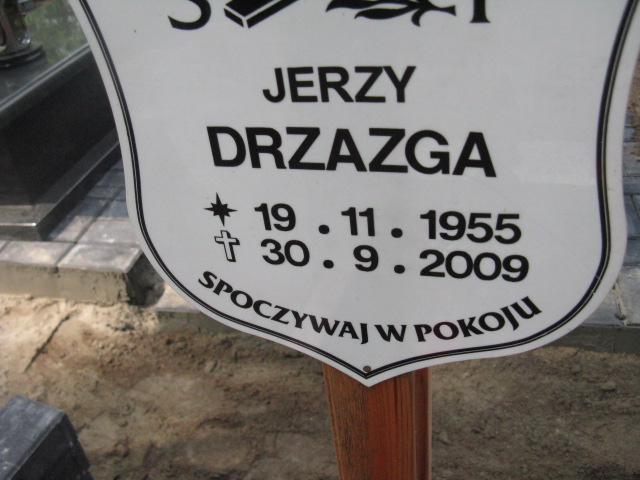 JERZY
DRZAZGA
19 . 11 . 1955
30 . 9 . 2009
SPOCZYWAJ W POKOJU